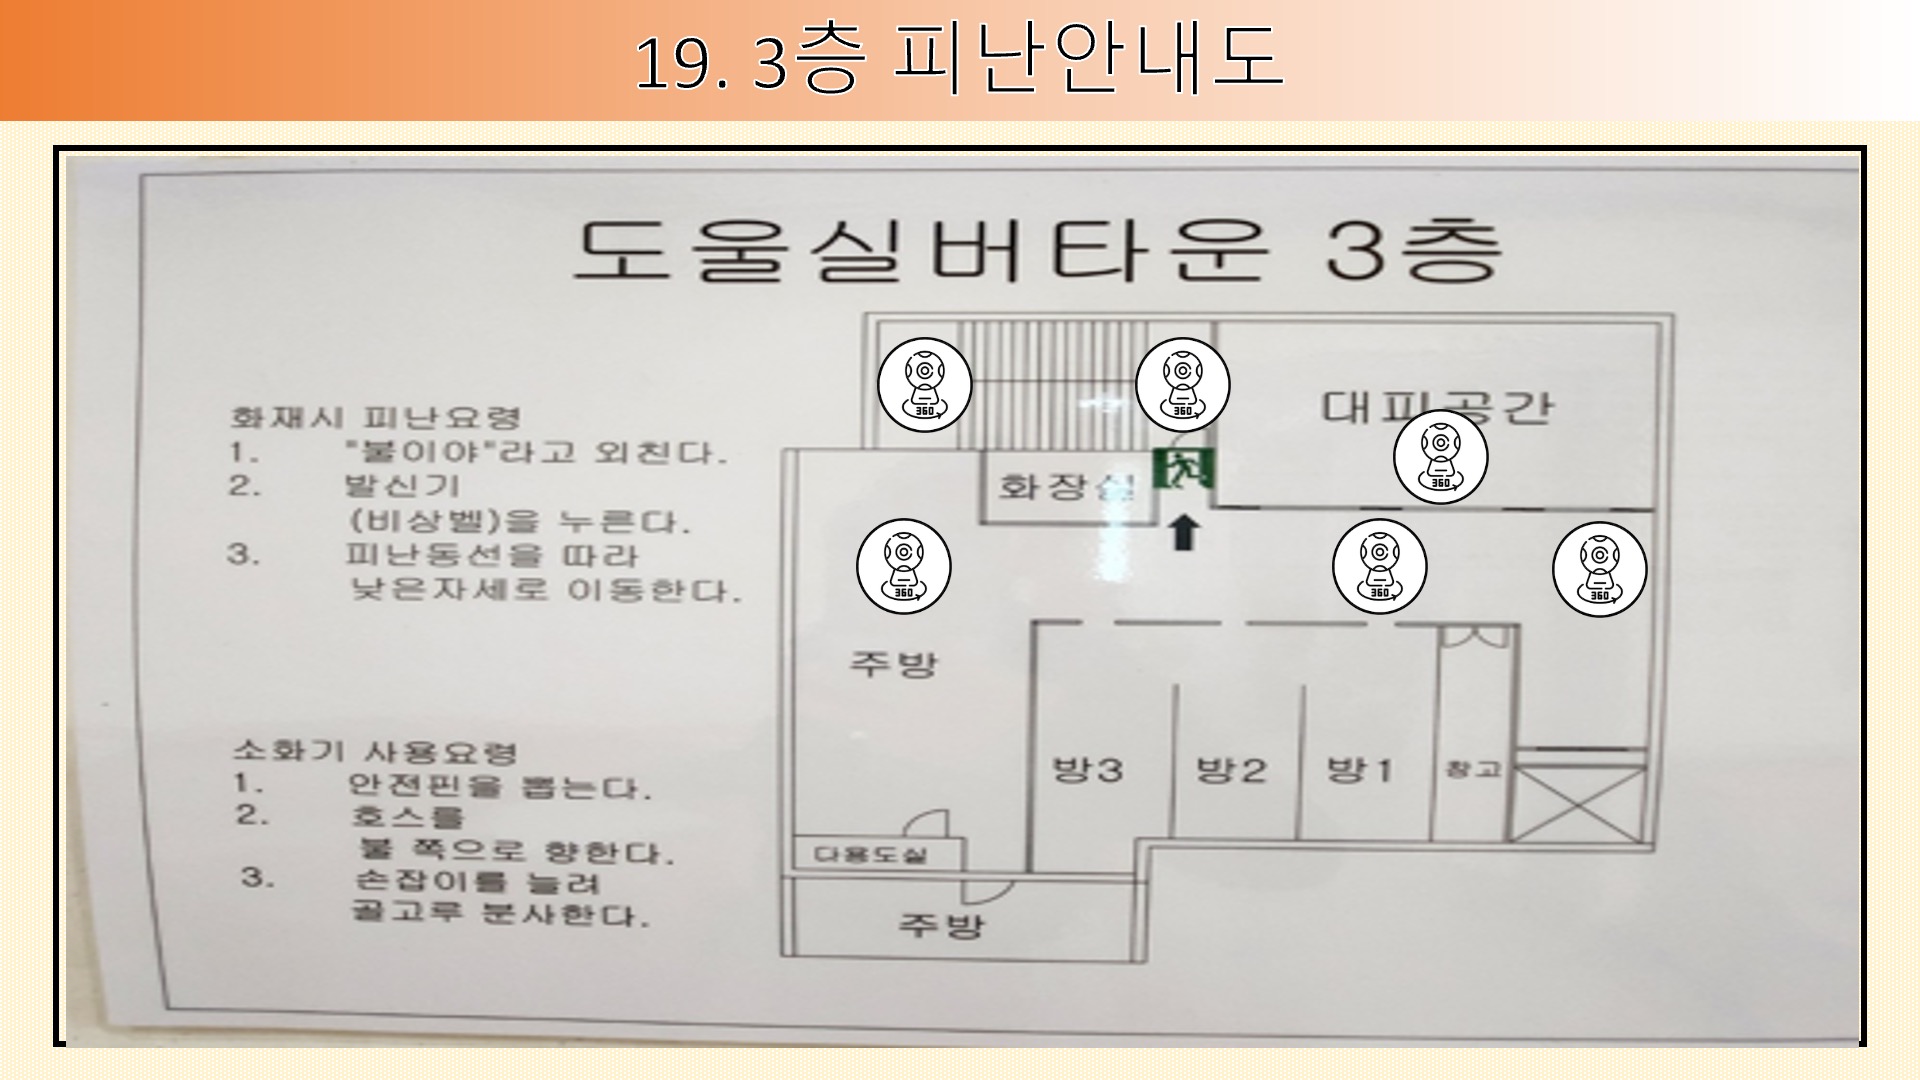 19. 3층 피난안내도
도울실버타운 3층
화재시 피난요령
1. "불이야"라고 외친다.
2. 발신기
(비상벨)을 누른다.
3. 피난동선을 따라
낮은자세로 이동한다.
소화기 사용요령
1. 안전핀을 뽑는다.
2. 호스를
불 쪽으로 향한다.
3. 손잡이를 눌려
골고루 분사한다.
360
360
대피공간
360
화장실
360
360
360
주방
방3
방2
방1
창고
다용도실
주방